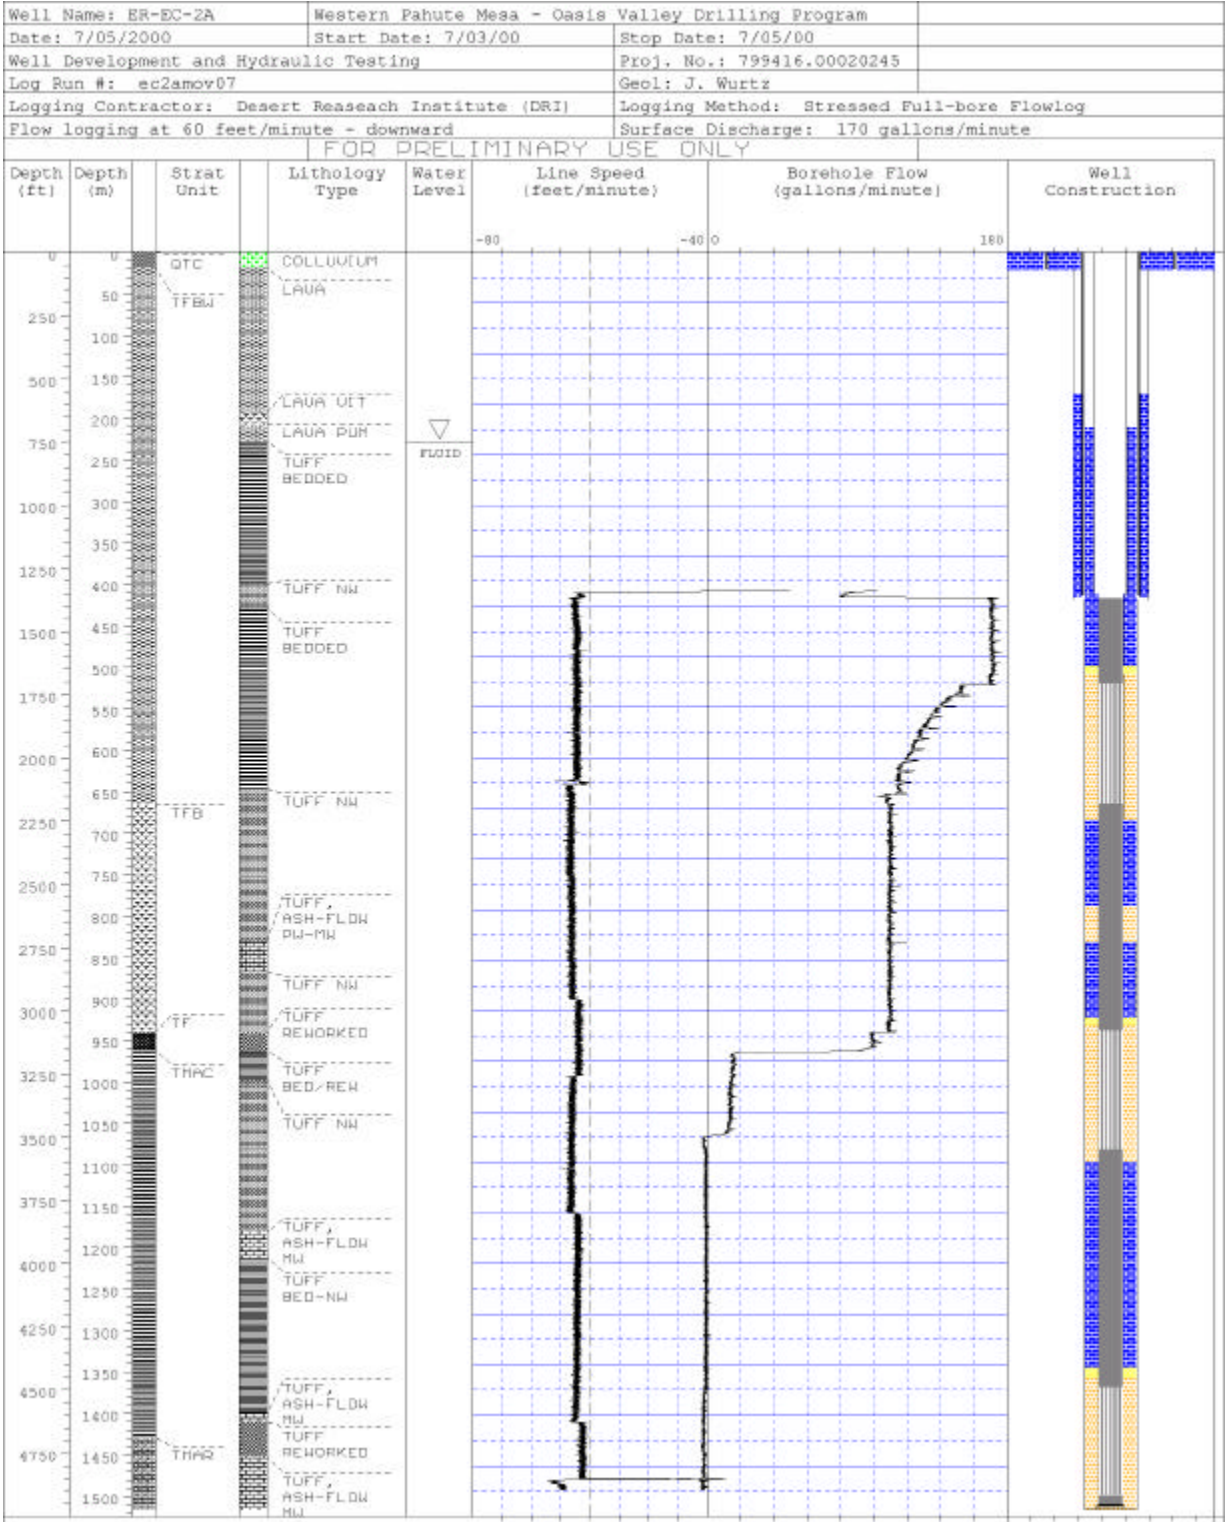 Well Name: ER-EC-2A Western Pahute Mesa - Oasis Valley Drilling Program
Date: 7/05/2000 Start Date: 7/03/00 Stop Date: 7/05/00
Well Development and Hydraulic Testing Proj. No.: 799416.00020245
Log Run #: ec2amov07 Geol: J. Wurtz
Logging Contractor: Desert Reaseach Institute (DRI) Logging Method: Stressed Full-bore Flowlog
Flow logging at 60 feet/minute - downward Surface Discharge: 170 gallons/minute
FOR PRELIMINARY USE ONLY
Depth Depth Strat Lithology Water Line Speed Borehole Flow Well
(ft) (m) Unit Type Level (feet/minute) (gallons/minute) Construction
-80 -40 0 180
0 0 QTC COLLUVIUM
LAVA
50 TFBW
250
100
500 150
LAVA VIT
200
LAVA PUM
750
FLUID
250 TUFF
BEDDED
1000 300
350
1250
400 TUFF NW
1500 450 TUFF
BEDDED
500
1750
550
2000 600
650 TUFF NW
TFB
2250 700
750
2500
TUFF,
800 ASH-FLOW
PW-MW
2750
850
TUFF NW
900
3000 TF TUFF
REWORKED
950
3250 TMAC TUFF
1000 BED/REW
1050 TUFF NW
3500
1100
3750 1150
TUFF,
1200 ASH-FLOW
MW
4000
TUFF
1250 BED-NW
4250 1300
1350
4500 TUFF,
1400 ASH-FLOW
MW
TUFF
4750 1450 TMAR REWORKED
TUFF,
1500 ASH-FLOW
MW